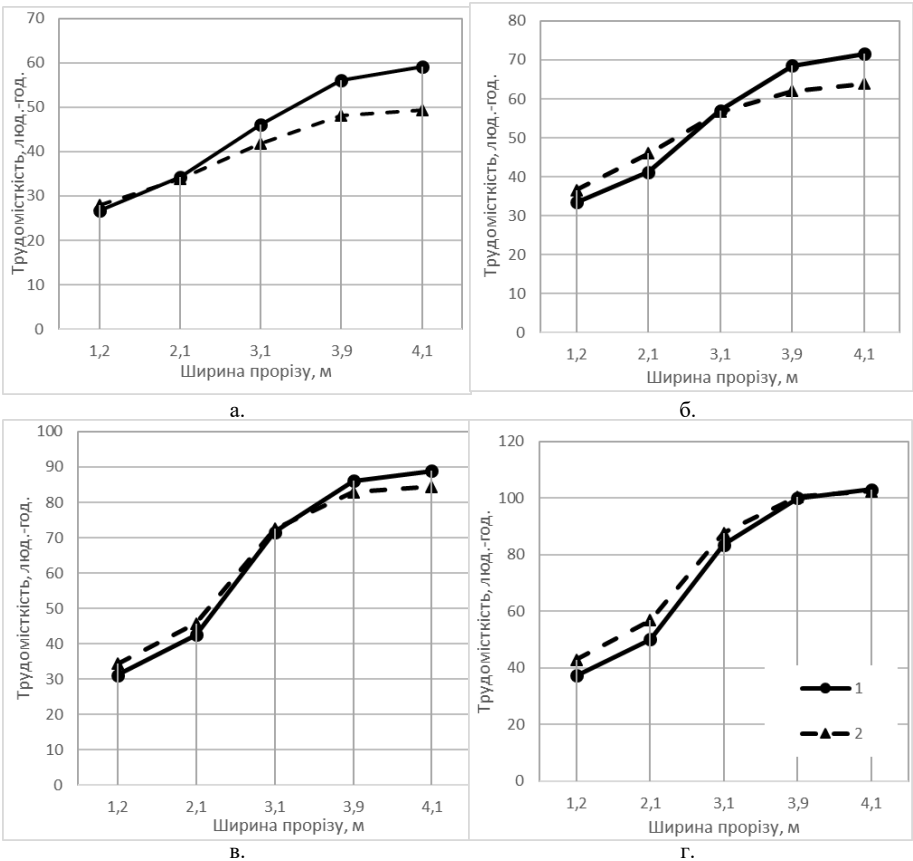 70
60
50
40
30
20
10
0
Трудомісткість, люд.-год.
1,2 2,1 3,1 3,9 4,1
Ширина прорізу, м
а.
80
70
60
50
40
30
20
10
0
Трудомісткість, люд.-год.
1,2 2,1 3,1 3,9 4,1
Ширина прорізу, м
б.
100
90
80
70
60
50
40
30
20
10
0
Трудомісткість, люд.-год.
1,2 2,1 3,1 3,9 4,1
Ширина прорізу, м
в.
120
100
80
60
40
20
0
Трудомісткість, люд.-год.
1
2
1,2 2,1 3,1 3,9 4,1
Ширина прорізу, м
г.